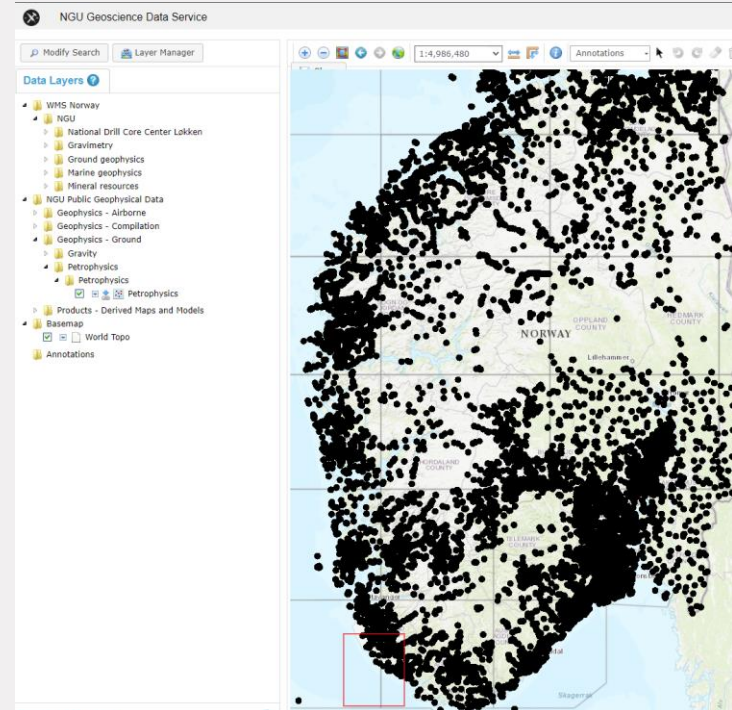 NGU Geoscience Data Service
Modify Search
Layer Manager
1:4,986,480
Annotations
Data Layers
WMS Norway
NGU
National Drill Core Center Løkken
Gravimetry
Ground geophysics
Marine geophysics
Mineral resources
NGU Public Geophysical Data
Geophysics - Airborne
Geophysics - Compilation
Geophysics - Ground
Gravity
Petrophysics
Petrophysics
Petrophysics
Products - Derived Maps and Models
Basemap
World Topo
Annotations
OPPLAND
COUNTY
HEDMARK
COUNTY
NORWAY
Lillehammer
HORDALAND
COUNTY
TELEMARK
COUNTY
Skagerrak